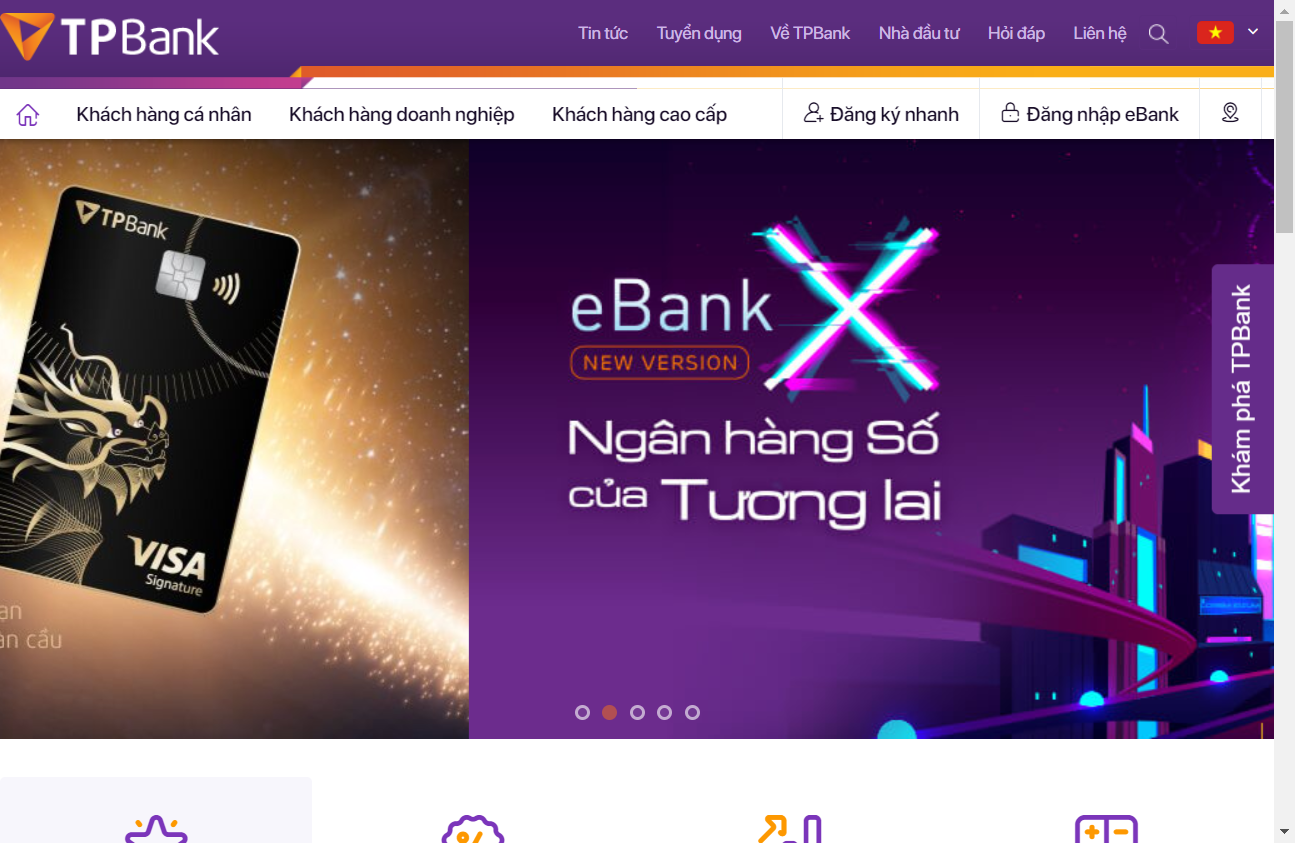 TPBank
Tin tức
Tuyển dụng
Về TPBank
Nhà đầu tư
Hỏi đáp
Liên hệ
Khách hàng cá nhân
Khách hàng doanh nghiệp
Khách hàng cao cấp
Đăng ký nhanh
Đăng nhập eBank
TPBank
VISA
Signature
ạn
àn cầu
eBank X
NEW VERSION
Ngân hàng Số
của Tương lai
Khám phá TPBank